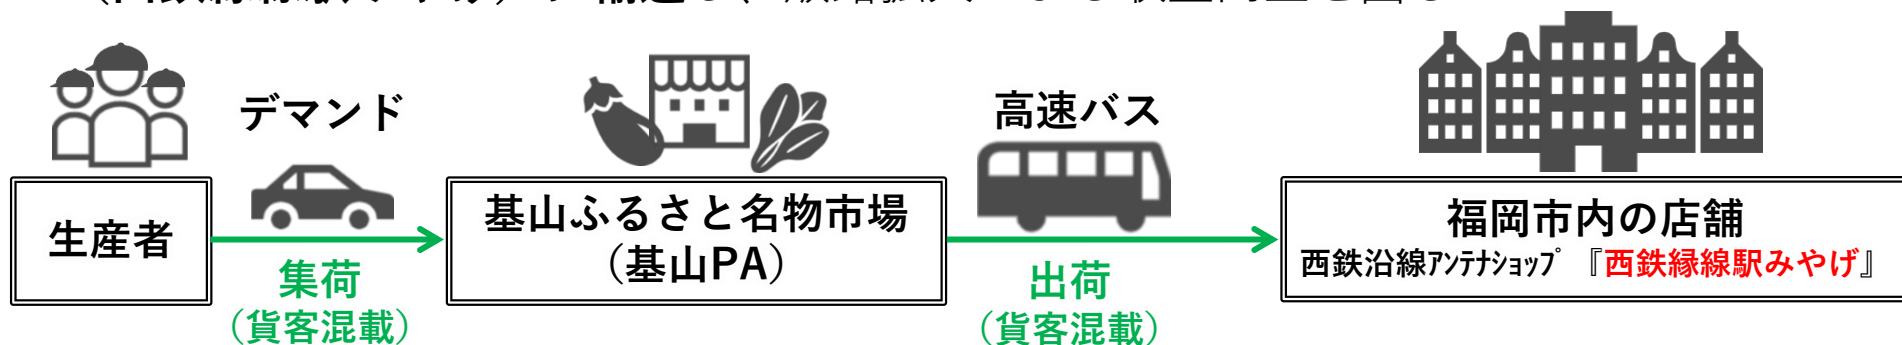 デマンド
高速バス
生産者
基山ふるさと名物市場
（基山PA）
福岡市内の店舗
西鉄沿線ｱﾝﾃﾅｼｮｯﾌﾟ『西鉄縁線駅みやげ』
集荷
（貨客混載）
出荷
（貨客混載）